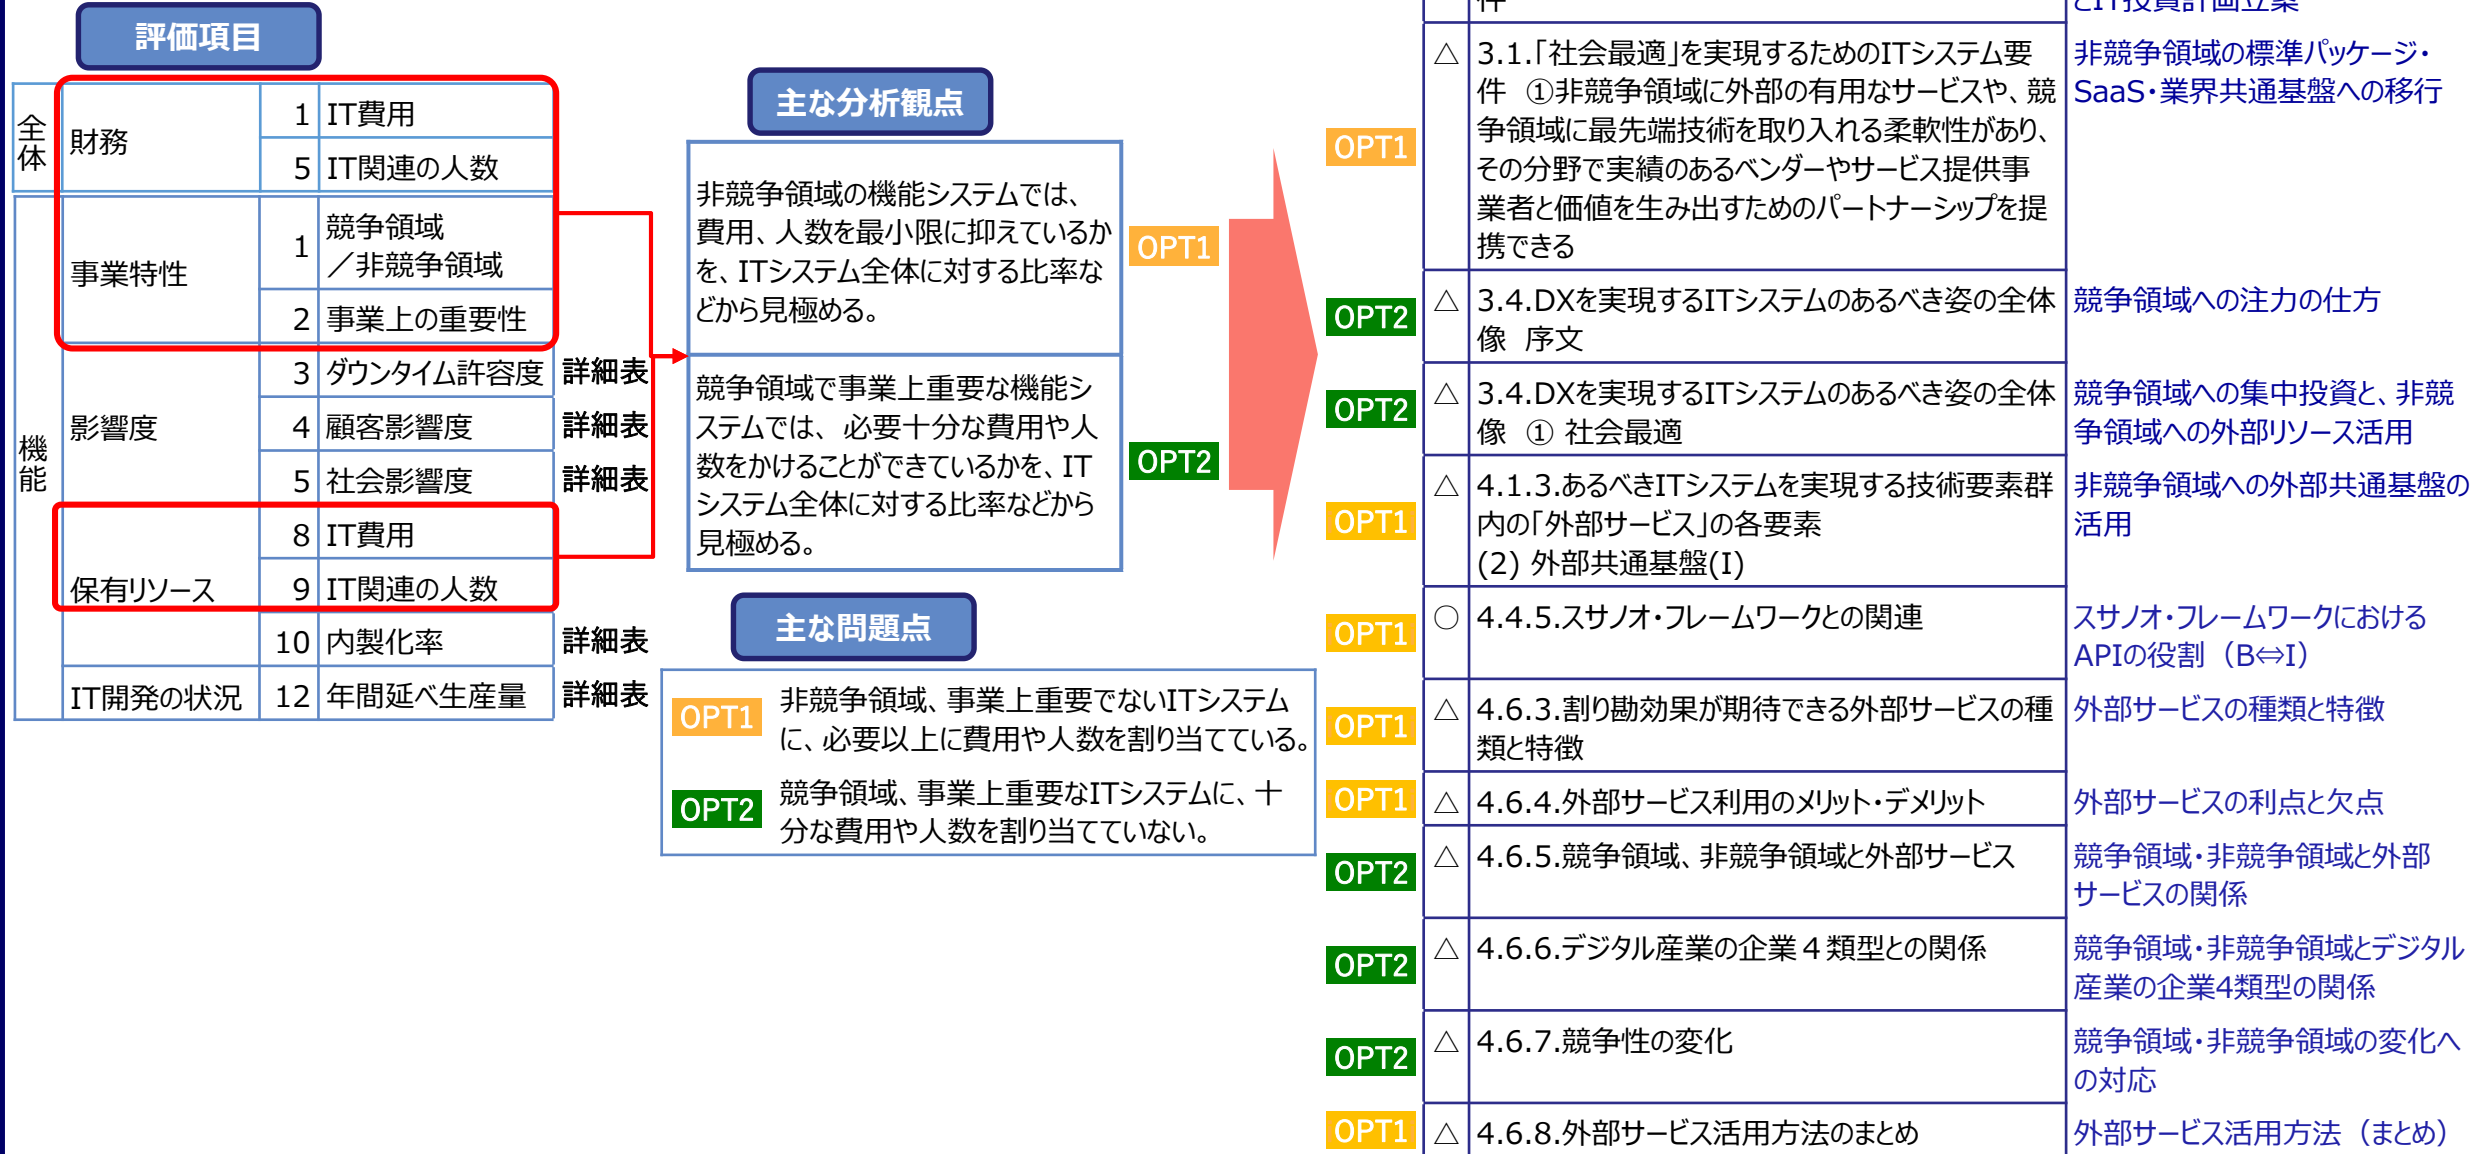 評価項目
全体
財務
1 IT費用
5 IT関連の人数
機能
事業特性
1 競争領域
／非競争領域
2 事業上の重要性
影響度
3 ダウンタイム許容度 詳細表
4 顧客影響度 詳細表
5 社会影響度 詳細表
保有リソース
8 IT費用
9 IT関連の人数
10 内製化率 詳細表
IT開発の状況 12 年間延べ生産量 詳細表
主な分析観点
非競争領域の機能システムでは、
費用、人数を最小限に抑えているか
を、ITシステム全体に対する比率な
どから見極める。
OPT1
競争領域で事業上重要な機能シ
ステムでは、必要十分な費用や人
数をかけることができているかを、IT
システム全体に対する比率などから
見極める。
OPT2
主な問題点
OPT1 非競争領域、事業上重要でないITシステム
に、必要以上に費用や人数を割り当てている。
OPT2 競争領域、事業上重要なITシステムに、十
分な費用や人数を割り当てていない。
件
とIT投資計画立案
OPT1
△ 3.1.「社会最適」を実現するためのITシステム要
件 ①非競争領域に外部の有用なサービスや、競
争領域に最先端技術を取り入れる柔軟性があり、
その分野で実績のあるベンダーやサービス提供事
業者と価値を生み出すためのパートナーシップを提
携できる
非競争領域の標準パッケージ・
SaaS・業界共通基盤への移行
OPT2
△ 3.4.DXを実現するITシステムのあるべき姿の全体
像 序文
競争領域への注力の仕方
OPT2
△ 3.4.DXを実現するITシステムのあるべき姿の全体
像 ① 社会最適
競争領域への集中投資と、非競
争領域への外部リソース活用
OPT1
△ 4.1.3.あるべきITシステムを実現する技術要素群
内の「外部サービス」の各要素
(2) 外部共通基盤(I)
非競争領域への外部共通基盤の
活用
OPT1
○ 4.4.5.スサノオ・フレームワークとの関連
スサノオ・フレームワークにおける
APIの役割（B⇔I）
OPT1
△ 4.6.3.割り勘効果が期待できる外部サービスの種
類と特徴
外部サービスの種類と特徴
OPT1
△ 4.6.4.外部サービス利用のメリット・デメリット
外部サービスの利点と欠点
OPT2
△ 4.6.5.競争領域、非競争領域と外部サービス
競争領域・非競争領域と外部
サービスの関係
OPT2
△ 4.6.6.デジタル産業の企業４類型との関係
競争領域・非競争領域とデジタル
産業の企業4類型の関係
OPT2
△ 4.6.7.競争性の変化
競争領域・非競争領域の変化へ
の対応
OPT1
△ 4.6.8.外部サービス活用方法のまとめ
外部サービス活用方法（まとめ）